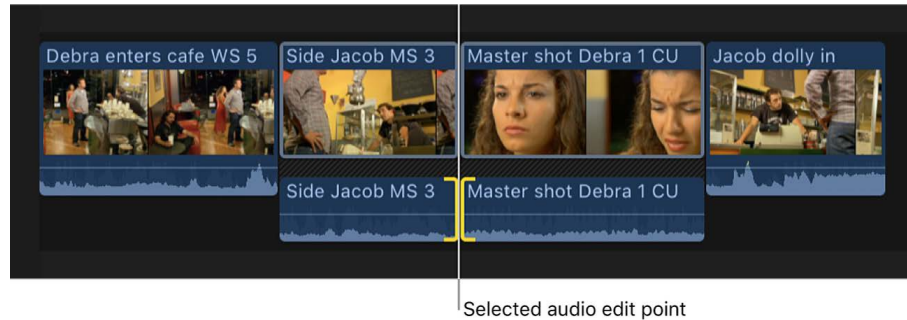 Debra enters cafe WS 5
Side Jacob MS 3
Master shot Debra 1 CU
Jacob dolly in
Side Jacob MS 3
Master shot Debra 1 CU
Selected audio edit point